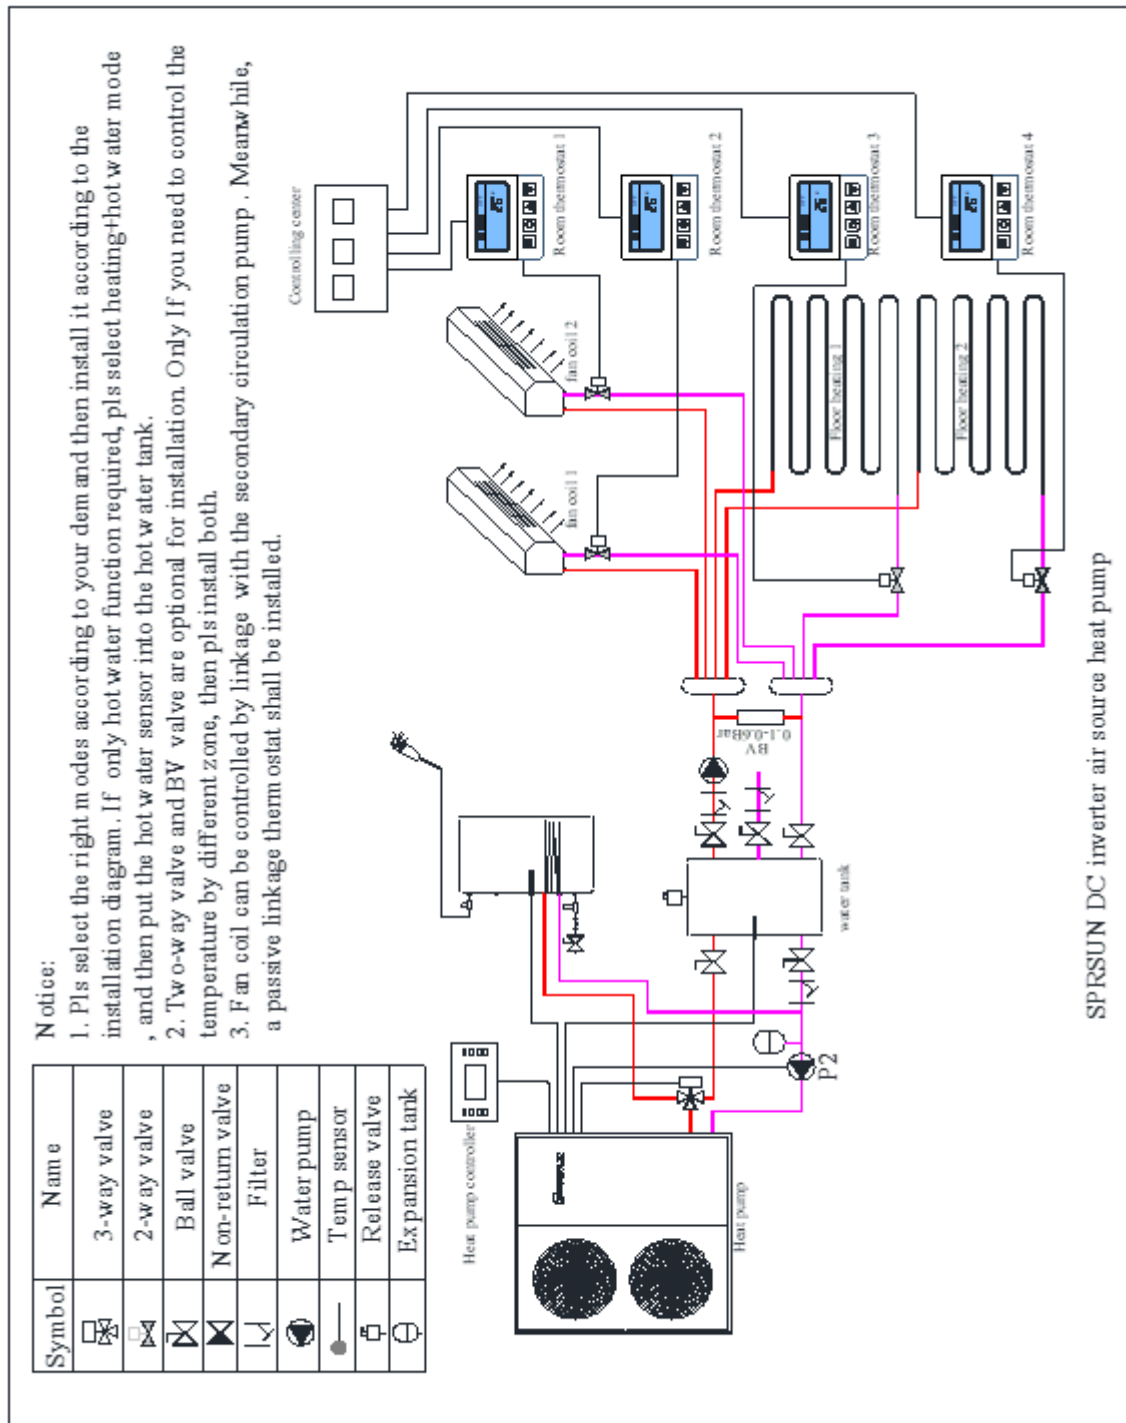 Notice:
1. Pls select the right modes according to your demand and then install it according to the
installation diagram. If only hot water function required, pls select heating+hot water mode
, and then put the hot water sensor into the hot water tank.
2. Two-way valve and BV valve are optional for installation. Only If you need to control the
temperature by different zone, then pls install both.
3. Fan coil can be controlled by linkage with the secondary circulation pump. Meanwhile,
a passive linkage thermostat shall be installed.
Symbol Name
3-way valve
2-way valve
Ball valve
Non-return valve
Filter
Water pump
Temp sensor
Release valve
Expansion tank
Controlling center
Room thermostat 1
Room thermostat 2
Room thermostat 3
Room thermostat 4
fan coil 2
fan coil 1
Floor heating 1
Floor heating 2
BV
0.1-0.6Bar
water tank
P2
Heat pump controller
Heat pump
SPRSUN DC inverter air source heat pump